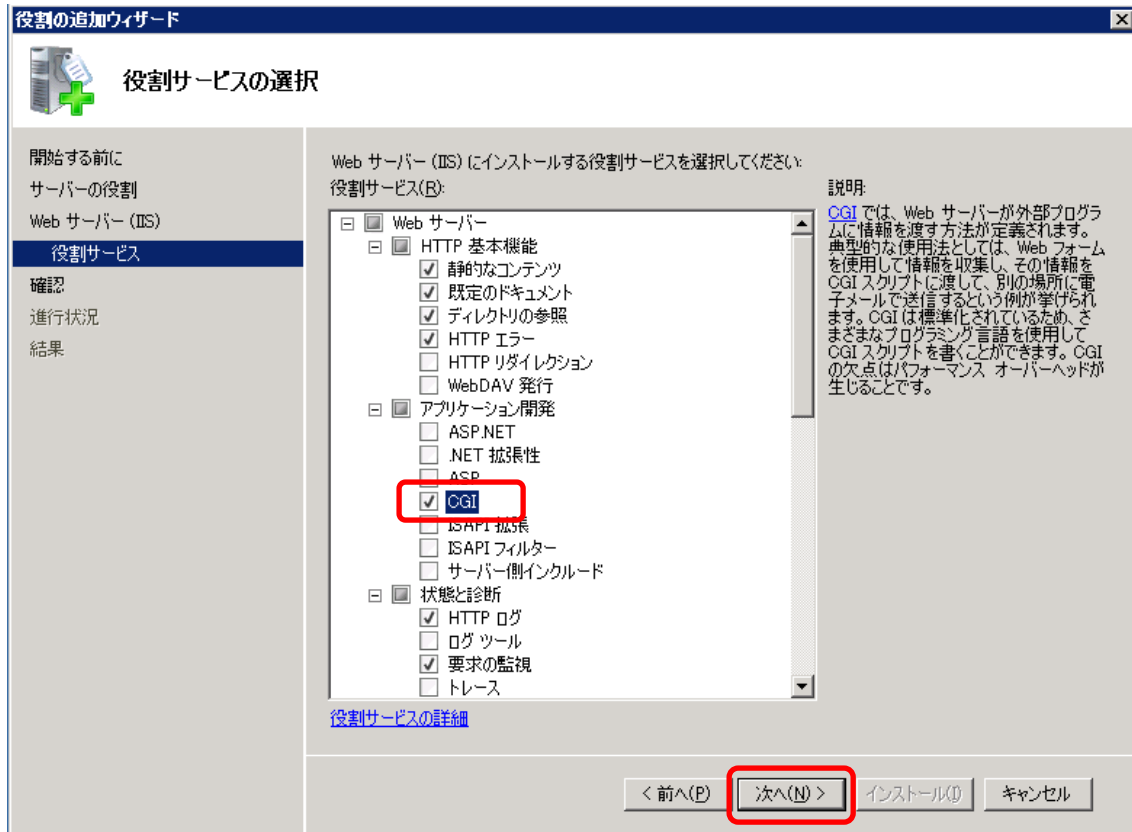 役割の追加ウィザード
役割サービスの選択
開始する前に
サーバーの役割
Web サーバー (IIS)
役割サービス
確認
進行状況
結果
Web サーバー (IIS) にインストールする役割サービスを選択してください:
役割サービス(R):
Web サーバー
HTTP 基本機能
静的なコンテンツ
既定のドキュメント
ディレクトリの参照
HTTP エラー
HTTP リダイレクション
WebDAV 発行
アプリケーション開発
ASP.NET
.NET 拡張性
ASP
CGI
ISAPI 拡張
ISAPI フィルター
サーバー側インクルード
状態と診断
HTTP ログ
ログ ツール
要求の監視
トレース
役割サービスの詳細
説明:
CGI では、Web サーバーが外部プログラ
ムに情報を渡す方法が定義されます。
典型的な使用法としては、Web フォーム
を使用して情報を収集し、その情報を
CGI スクリプトに渡して、別の場所に電
子メールで送信するという例が挙げられ
ます。CGI は標準化されているため、さ
まざまなプログラミング言語を使用して
CGI スクリプトを書くことができます。CGI
の欠点はパフォーマンス オーバーヘッドが
生じることです。
< 前へ(P)
次へ(N) >
インストール(I)
キャンセル